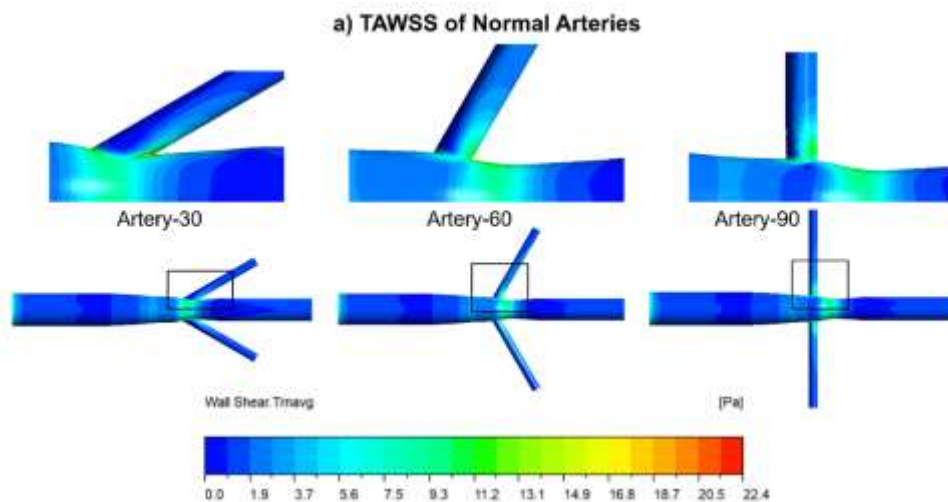 a) TAWSS of Normal Arteries
Artery-30 Artery-60 Artery-90
Wall Shear.Trnavg [Pa]
0.0 1.9 3.7 5.6 7.5 9.3 11.2 13.1 14.9 16.8 18.7 20.5 22.4